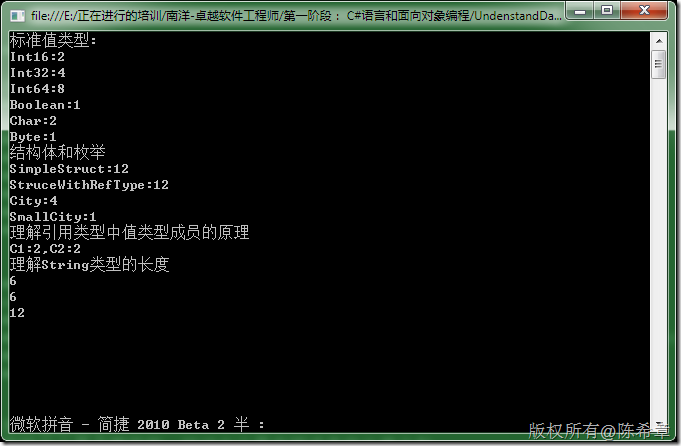 file:///E:/正在进行的培训/南洋-卓越软件工程师/第一阶段： C#语言和面向对象编程/UndenstandDa...
标准值类型:
Int16:2
Int32:4
Int64:8
Boolean:1
Char:2
Byte:1
结构体和枚举
SimpleStruct:12
StruceWithRefType:12
City:4
SmallCity:1
理解引用类型中值类型成员的原理
C1:2,C2:2
理解String类型的长度
6
6
12
微软拼音 - 简捷 2010 Beta 2 半 :
版权所有@陈希章